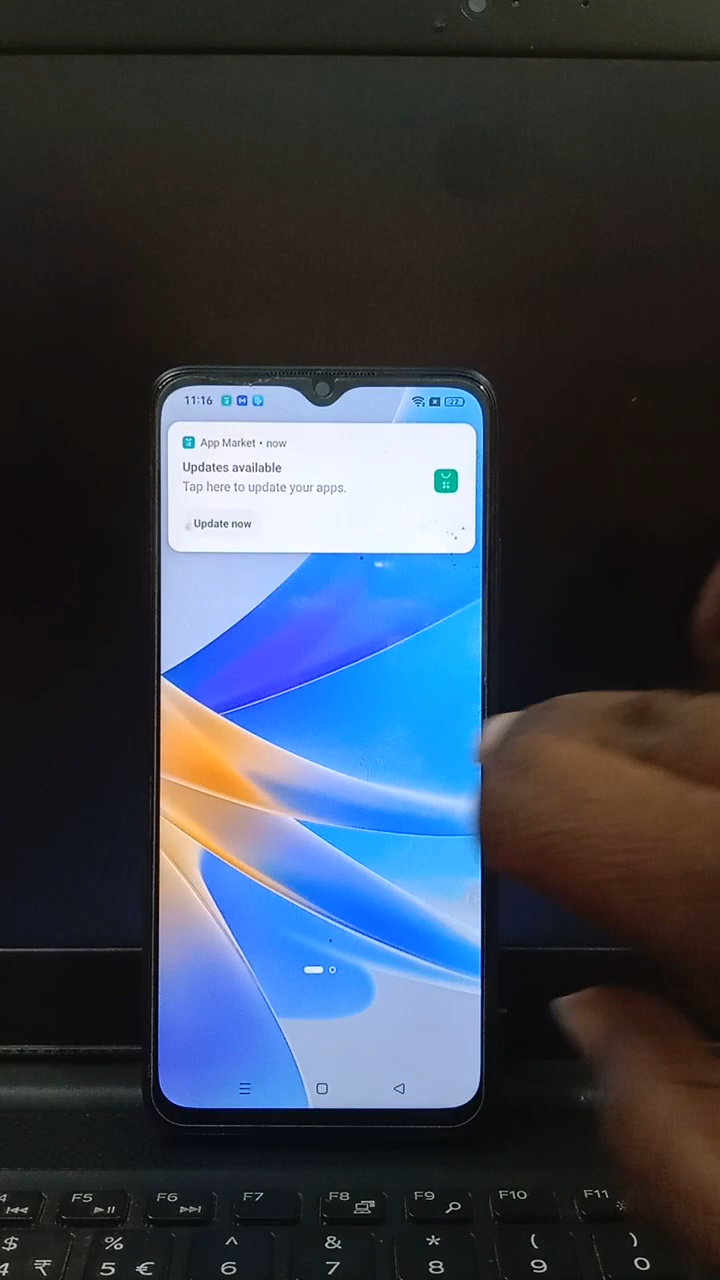 11:16
22
App Market • now
Updates available
Tap here to update your apps.
Update now
F5
F6
F7
F8
F9
F10
F11
$
%
^
&
*
(
)
4 ₹
5 €
6
7
8
9
0